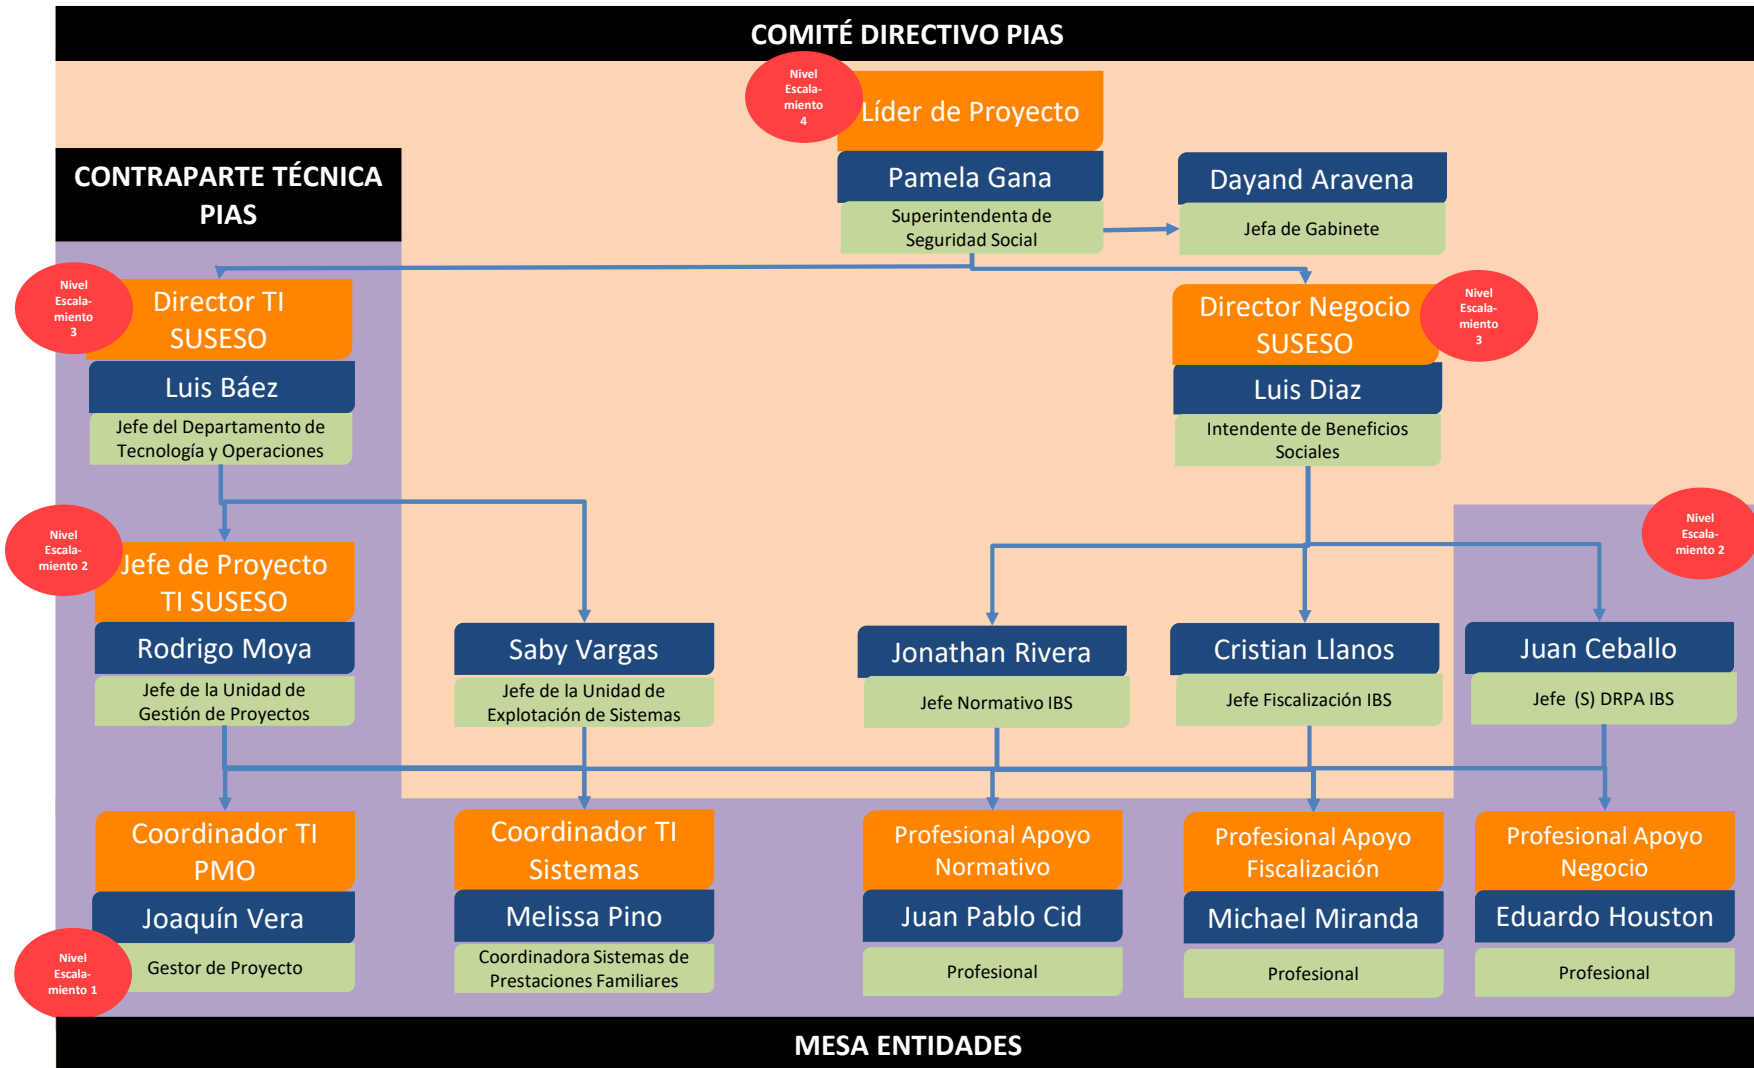 COMITÉ DIRECTIVO PIAS
Nivel
Escala-
miento
4
Líder de Proyecto
Pamela Gana
Superintendenta de
Seguridad Social
Dayand Aravena
Jefa de Gabinete
CONTRAPARTE TÉCNICA
PIAS
Nivel
Escala-
miento
3
Director TI
SUSESO
Luis Báez
Jefe del Departamento de
Tecnología y Operaciones
Director Negocio
SUSESO
Nivel
Escala-
miento
3
Luis Diaz
Intendente de Beneficios
Sociales
Nivel
Escala-
miento 2
Jefe de Proyecto
TI SUSESO
Rodrigo Moya
Jefe de la Unidad de
Gestión de Proyectos
Saby Vargas
Jefe de la Unidad de
Explotación de Sistemas
Jonathan Rivera
Jefe Normativo IBS
Cristian Llanos
Jefe Fiscalización IBS
Nivel
Escala-
miento 2
Juan Ceballo
Jefe (S) DRPA IBS
Coordinador TI
PMO
Joaquín Vera
Gestor de Proyecto
Nivel
Escala-
miento 1
Coordinador TI
Sistemas
Melissa Pino
Coordinadora Sistemas de
Prestaciones Familiares
Profesional Apoyo
Normativo
Juan Pablo Cid
Profesional
Profesional Apoyo
Fiscalización
Michael Miranda
Profesional
Profesional Apoyo
Negocio
Eduardo Houston
Profesional
MESA ENTIDADES